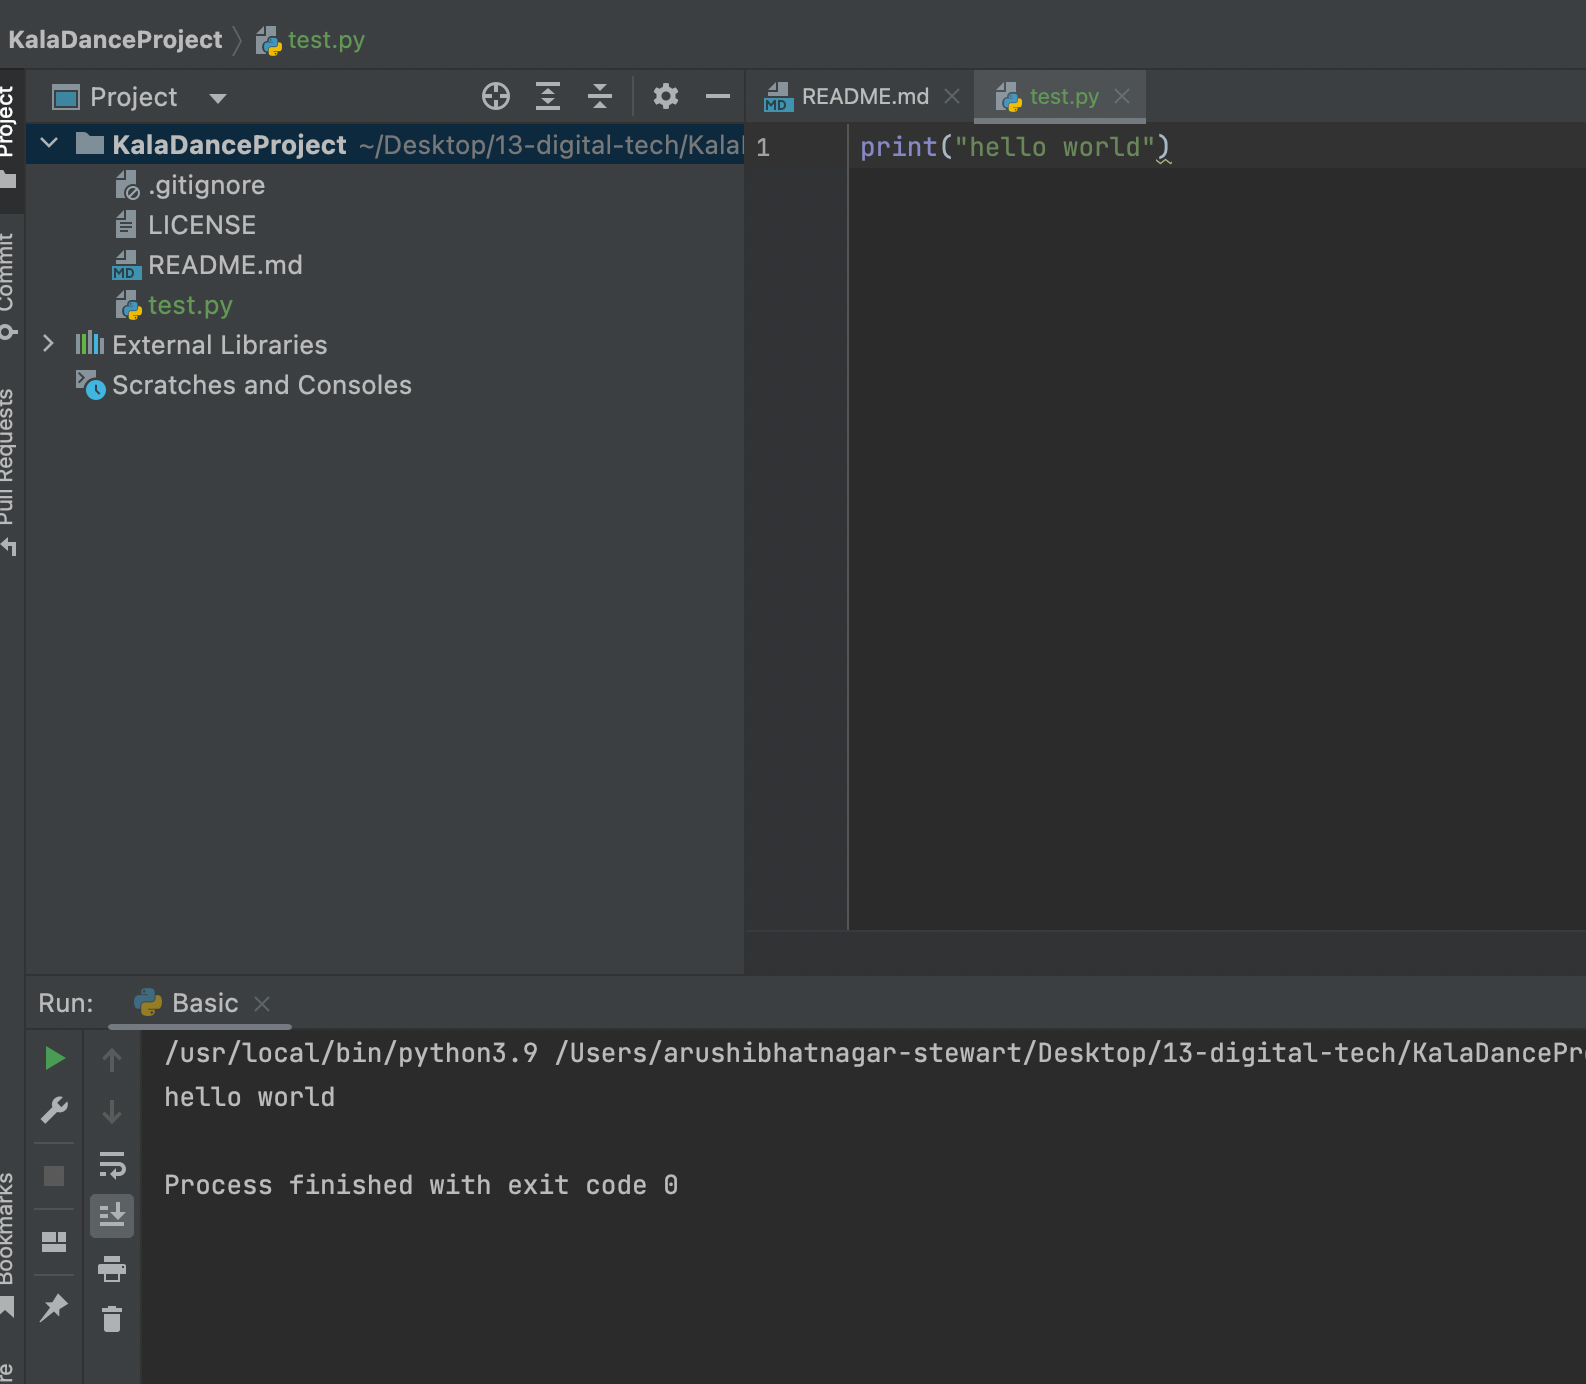 KalaDanceProject test.py
Project
Project
README.md
test.py
KalaDanceProject ~/Desktop/13-digital-tech/Kalal
.gitignore
LICENSE
MD README.md
test.py
External Libraries
Scratches and Consoles
1 print("hello world")
Commit
Pull Requests
Bookmarks
Run: Basic
/usr/local/bin/python3.9 /Users/arushibhatnagar-stewart/Desktop/13-digital-tech/KalaDancePr
hello world
Process finished with exit code 0